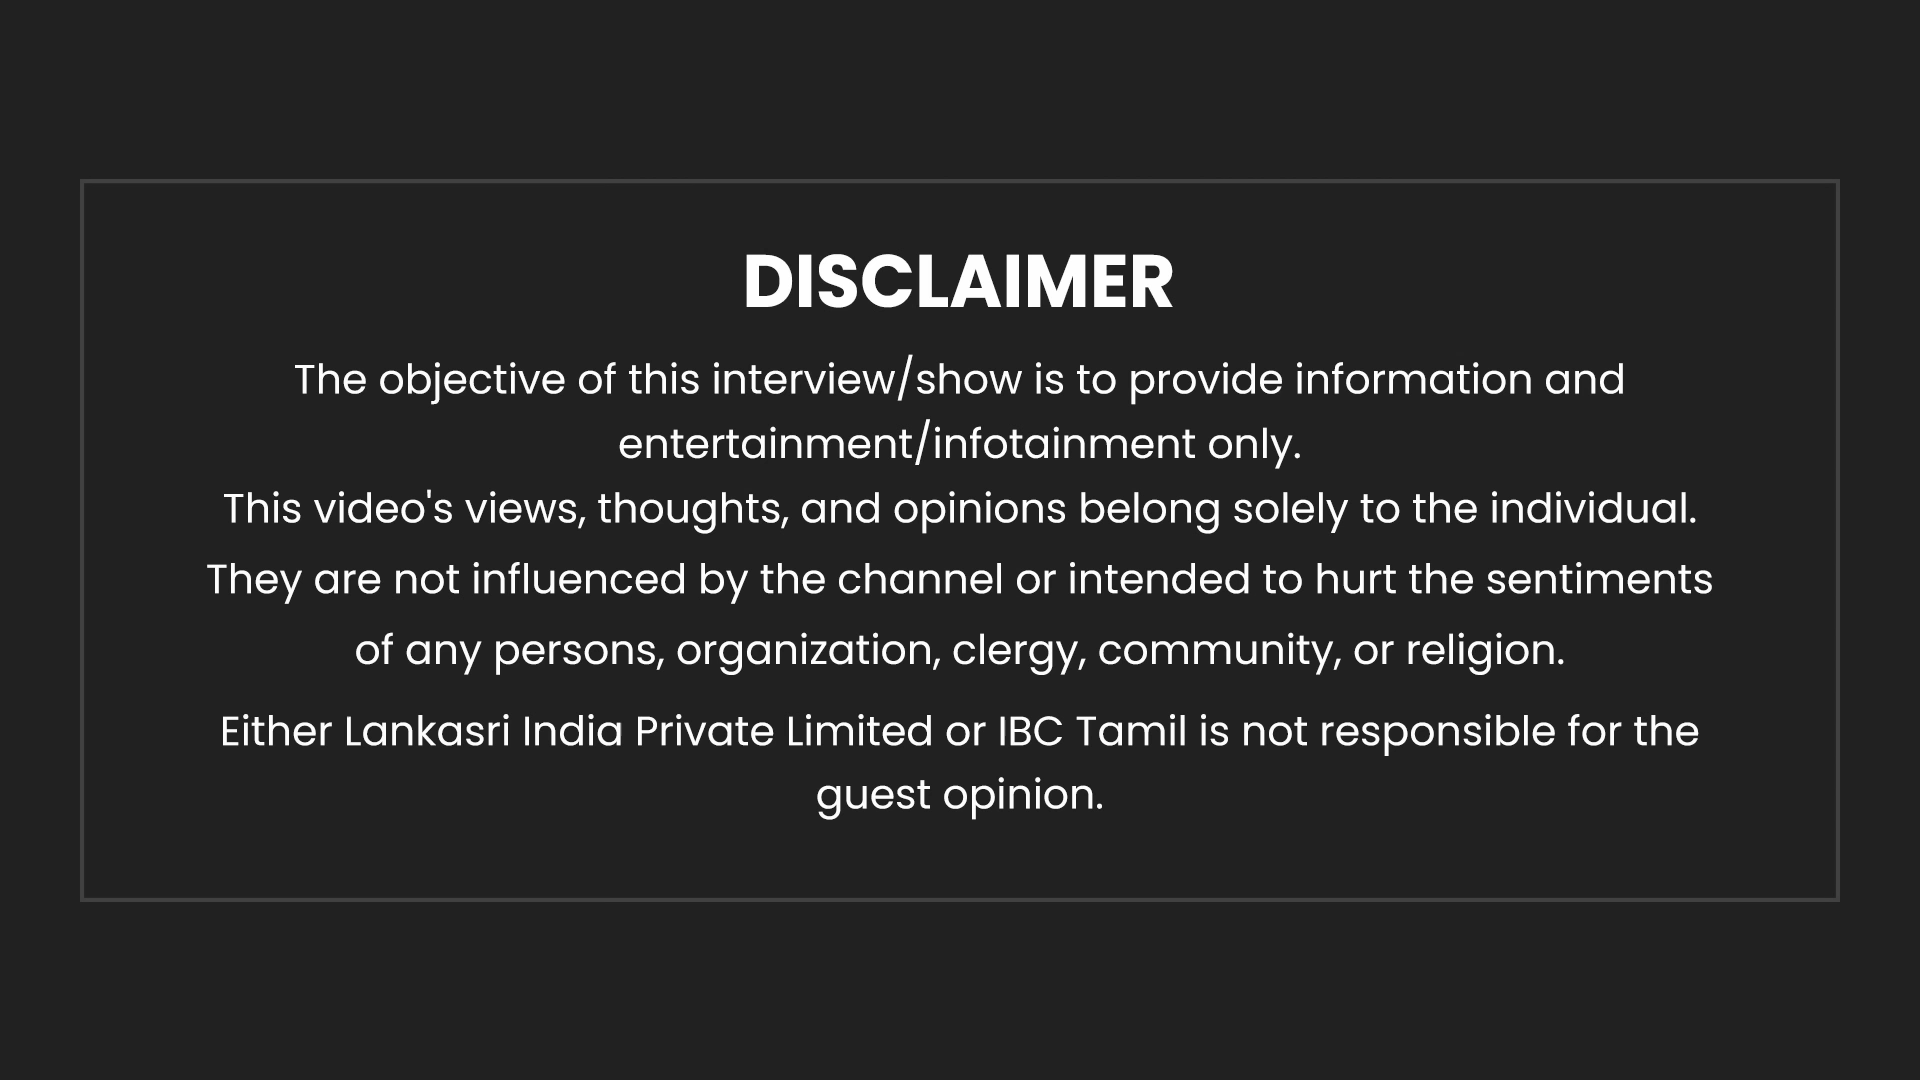 DISCLAIMER
The objective of this interview/show is to provide information and
entertainment/infotainment only.
This video's views, thoughts, and opinions belong solely to the individual.
They are not influenced by the channel or intended to hurt the sentiments
of any persons, organization, clergy, community, or religion.
Either Lankasri India Private Limited or IBC Tamil is not responsible for the
guest opinion.